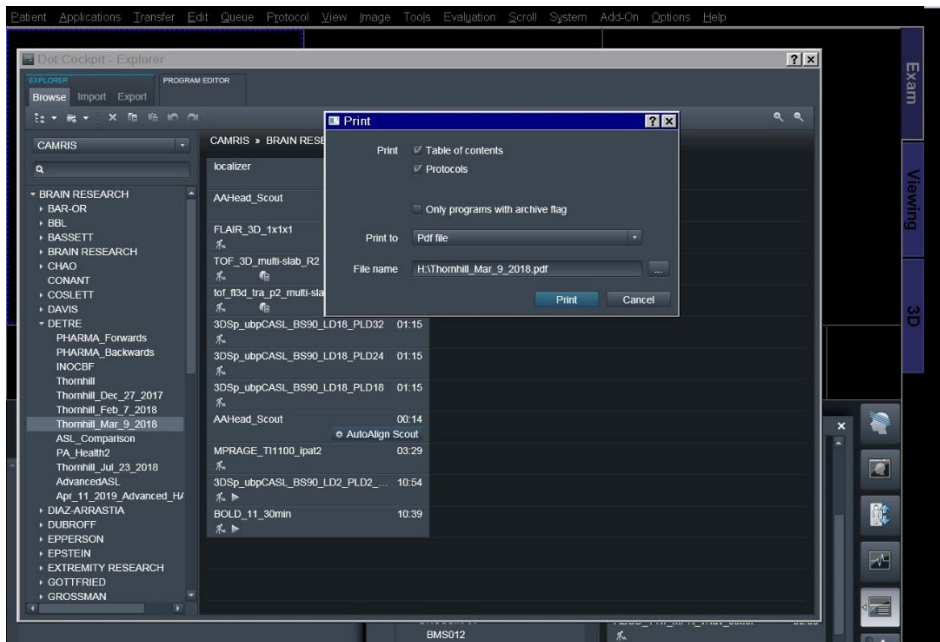 Patient Applications Transfer Edit Queue Protocol View Image Tools Evaluation Scroll System Add-On Options Help
Dot Cockpit - Explorer
EXPLORER PROGRAM EDITOR
Browse Import Export
CAMRIS
CAMRIS » BRAIN RESE
BRAIN RESEARCH
BAR-OR
BBL
BASSETT
BRAIN RESEARCH
CHAO
CONANT
COSLETT
DAVIS
DETRE
PHARMA_Forwards
PHARMA_Backwards
INOCBF
Thornhill
Thornhill_Dec_27_2017
Thornhill_Feb_7_2018
Thornhill_Mar_9_2018
ASL_Comparison
PA_Health2
Thornhill_Jul_23_2018
AdvancedASL
Apr_11_2019_Advanced_HA
DIAZ-ARRASTIA
DUBROFF
EPPERSON
EPSTEIN
EXTREMITY RESEARCH
GOTTFRIED
GROSSMAN
localizer
AAHead_Scout
FLAIR_3D_1x1x1
TOF_3D_multi-slab_R2
tof_fl3d_tra_p2_multi-sla
3DSp_ubpCASL_BS90_LD18_PLD32 01:15
3DSp_ubpCASL_BS90_LD18_PLD24 01:15
3DSp_ubpCASL_BS90_LD18_PLD18 01:15
AAHead_Scout 00:14
AutoAlign Scout
MPRAGE_TI1100_ipat2 03:29
3DSp_ubpCASL_BS90_LD2_PLD2_... 10:54
BOLD_11_30min 10:39
Print
Print Table of contents
Protocols
Only programs with archive flag
Print to Pdf file
File name H:\Thornhill_Mar_9_2018.pdf ...
Print Cancel
Exam
Viewing
3D
BMS012